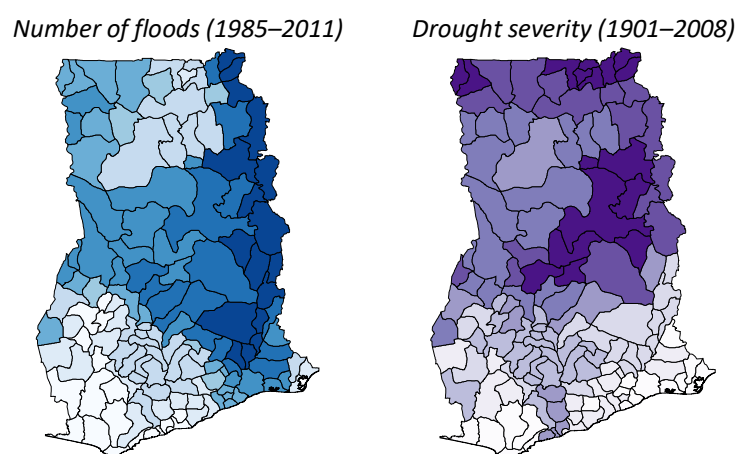 Number of floods (1985–2011)
Drought severity (1901–2008)